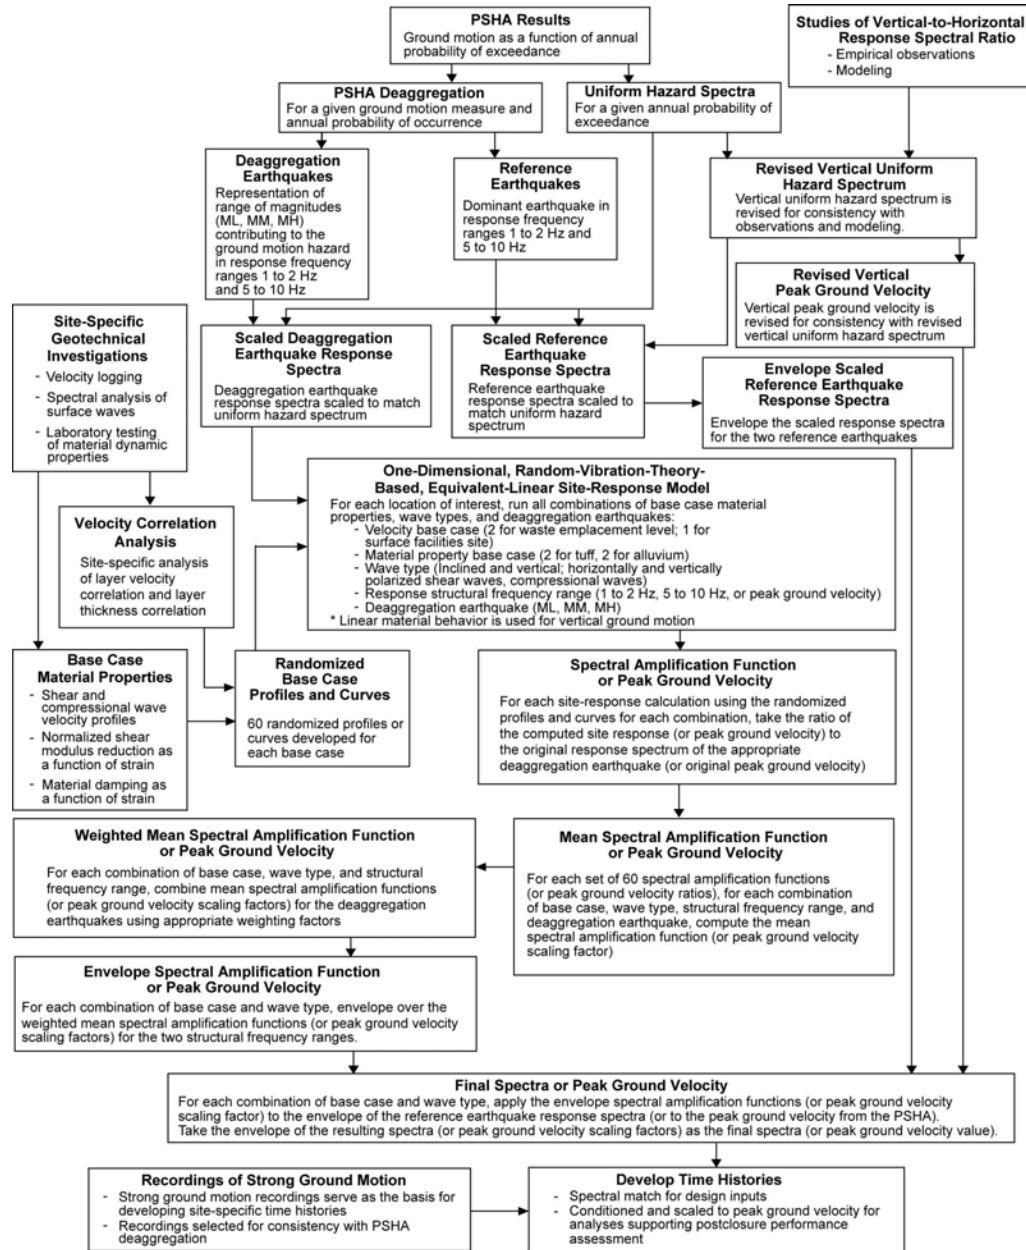 PSHA Results
Ground motion as a function of annual
probability of exceedance
Studies of Vertical-to-Horizontal
Response Spectral Ratio
- Empirical observations
- Modeling
PSHA Deaggregation
For a given ground motion measure and
annual probability of occurrence
Uniform Hazard Spectra
For a given annual probability of
exceedance
Deaggregation
Earthquakes
Representation of
range of magnitudes
(ML, MM, MH)
contributing to the
ground motion hazard
in response frequency
ranges 1 to 2 Hz
and 5 to 10 Hz
Reference
Earthquakes
Dominant earthquake in
response frequency
ranges 1 to 2 Hz and
5 to 10 Hz
Revised Vertical Uniform
Hazard Spectrum
Vertical uniform hazard spectrum is
revised for consistency with
observations and modeling.
Revised Vertical
Peak Ground Velocity
Vertical peak ground velocity is
revised for consistency with revised
vertical uniform hazard spectrum
Site-Specific
Geotechnical
Investigations
- Velocity logging
- Spectral analysis of
surface waves
- Laboratory testing
of material dynamic
properties
Scaled Deaggregation
Earthquake Response
Spectra
Deaggregation earthquake
response spectra scaled to match
uniform hazard spectrum
Scaled Reference
Earthquake
Response Spectra
Reference earthquake
response spectra scaled to
match uniform hazard
spectrum
Envelope Scaled
Reference Earthquake
Response Spectra
Envelope the scaled response spectra
for the two reference earthquakes
One-Dimensional, Random-Vibration-Theory-
Based, Equivalent-Linear Site-Response Model
For each location of interest, run all combinations of base case material
properties, wave types, and deaggregation earthquakes:
- Velocity base case (2 for waste emplacement level; 1 for
surface facilities site)
- Material property base case (2 for tuff, 2 for alluvium)
- Wave type (Inclined and vertical; horizontally and vertically
polarized shear waves, compressional waves)
- Response structural frequency range (1 to 2 Hz, 5 to 10 Hz, or peak ground velocity)
- Deaggregation earthquake (ML, MM, MH)
* Linear material behavior is used for vertical ground motion
Velocity Correlation
Analysis
Site-specific analysis
of layer velocity
correlation and layer
thickness correlation
Base Case
Material Properties
- Shear and
compressional wave
velocity profiles
- Normalized shear
modulus reduction as
a function of strain
- Material damping as
a function of strain
Randomized
Base Case
Profiles and Curves
60 randomized profiles or
curves developed for
each base case
Spectral Amplification Function
or Peak Ground Velocity
For each site-response calculation using the randomized
profiles and curves for each combination, take the ratio of
the computed site response (or peak ground velocity) to
the original response spectrum of the appropriate
deaggregation earthquake (or original peak ground velocity)
Weighted Mean Spectral Amplification Function
or Peak Ground Velocity
For each combination of base case, wave type, and structural
frequency range, combine mean spectral amplification functions
(or peak ground velocity scaling factors) for the deaggregation
earthquakes using appropriate weighting factors
Mean Spectral Amplification Function
or Peak Ground Velocity
For each set of 60 spectral amplification functions
(or peak ground velocity ratios), for each combination
of base case, wave type, structural frequency range, and
deaggregation earthquake, compute the mean
spectral amplification function (or peak ground velocity
scaling factor)
Envelope Spectral Amplification Function
or Peak Ground Velocity
For each combination of base case and wave type, envelope over the
weighted mean spectral amplification functions (or peak ground velocity
scaling factors) for the two structural frequency ranges.
Final Spectra or Peak Ground Velocity
For each combination of base case and wave type, apply the envelope spectral amplification functions (or peak ground velocity
scaling factor) to the envelope of the reference earthquake response spectra (or to the peak ground velocity from the PSHA).
Take the envelope of the resulting spectra (or peak ground velocity scaling factors) as the final spectra (or peak ground velocity value).
Recordings of Strong Ground Motion
- Strong ground motion recordings serve as the basis for
developing site-specific time histories
- Recordings selected for consistency with PSHA
deaggregation
Develop Time Histories
- Spectral match for design inputs
- Conditioned and scaled to peak ground velocity for
analyses supporting postclosure performance
assessment